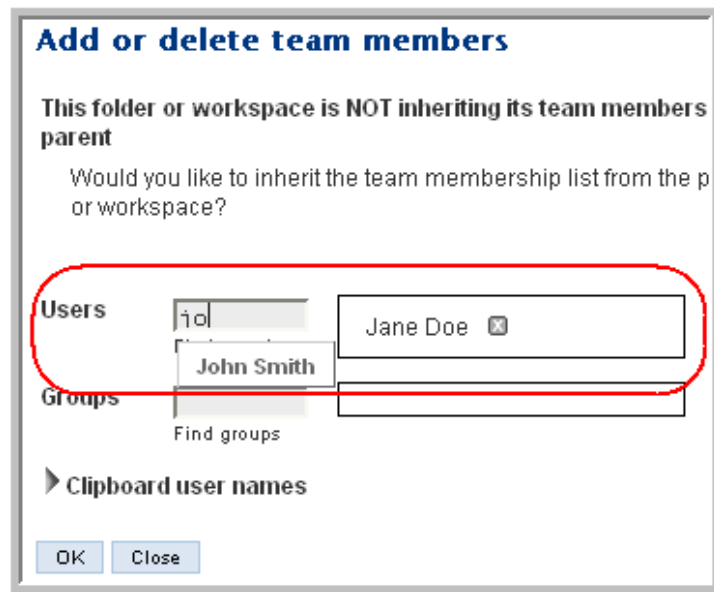 Add or delete team members
This folder or workspace is NOT inheriting its team members
parent
Would you like to inherit the team membership list from the p
or workspace?
Users
jo
Jane Doe
John Smith
Groups
Find groups
Clipboard user names
OK Close